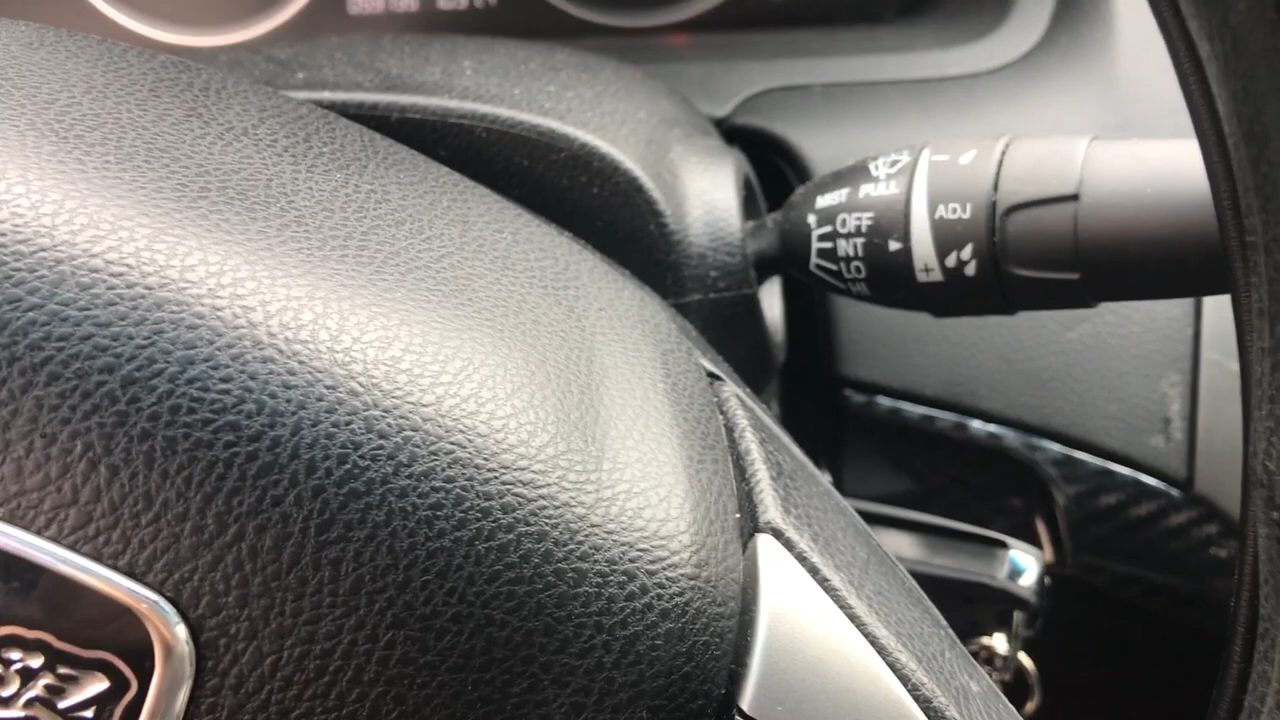 MIST PULL
OFF
INT
LO
HI
ADJ